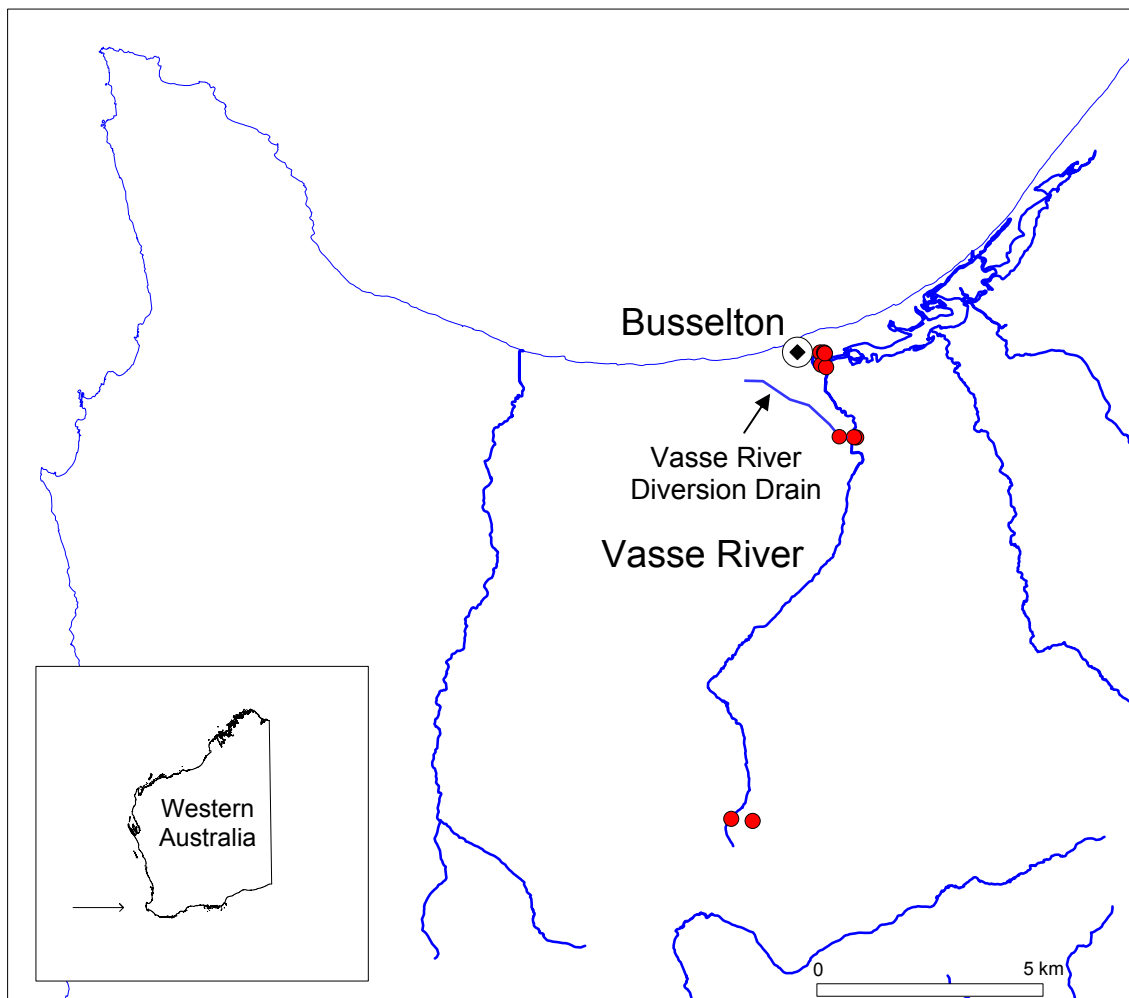 Busselton
Vasse River
Diversion Drain
Vasse River
Western
Australia
0
5 km